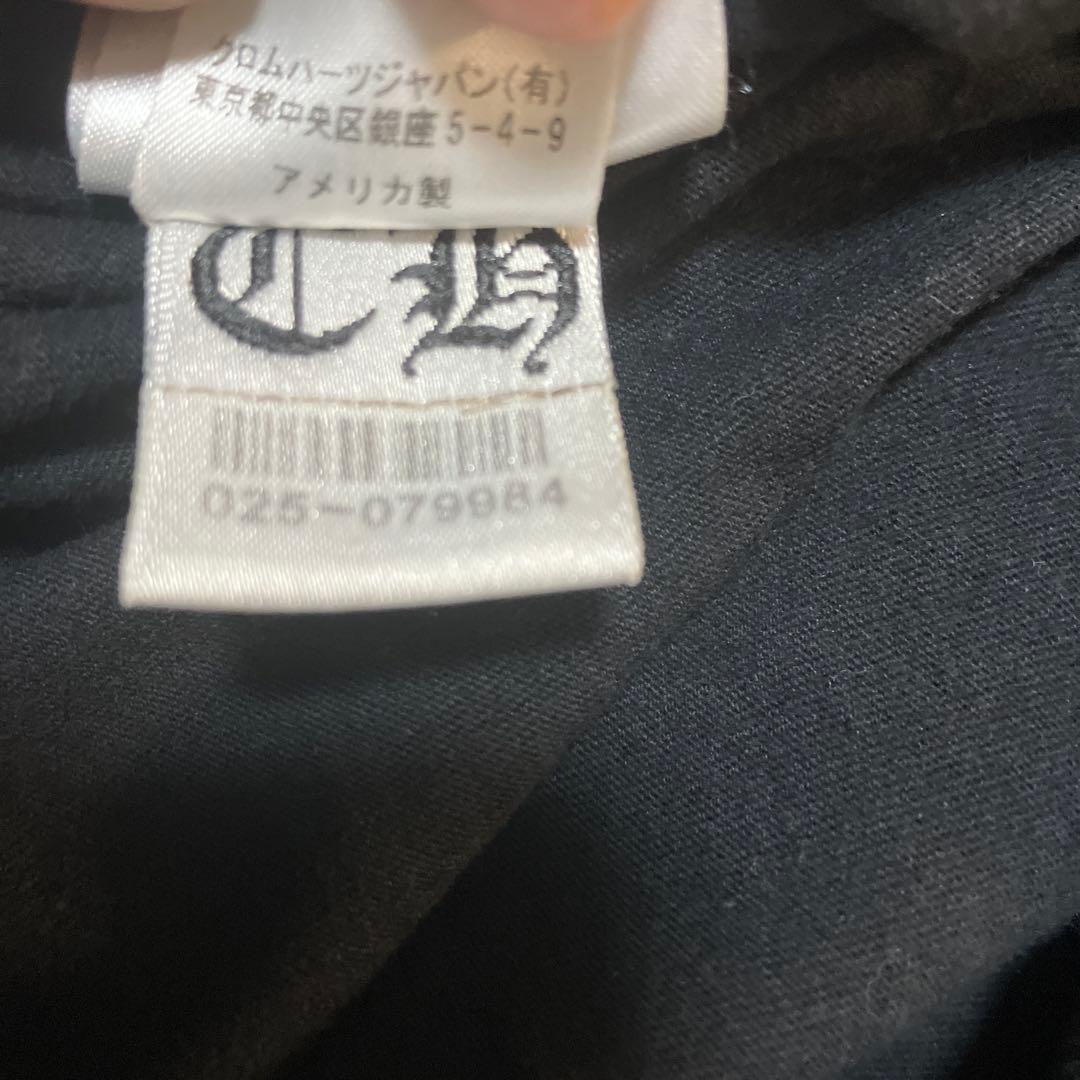 クロムハーツジャパン(有)
東京都中央区銀座5-4-9
アメリカ製
CH
025-079984